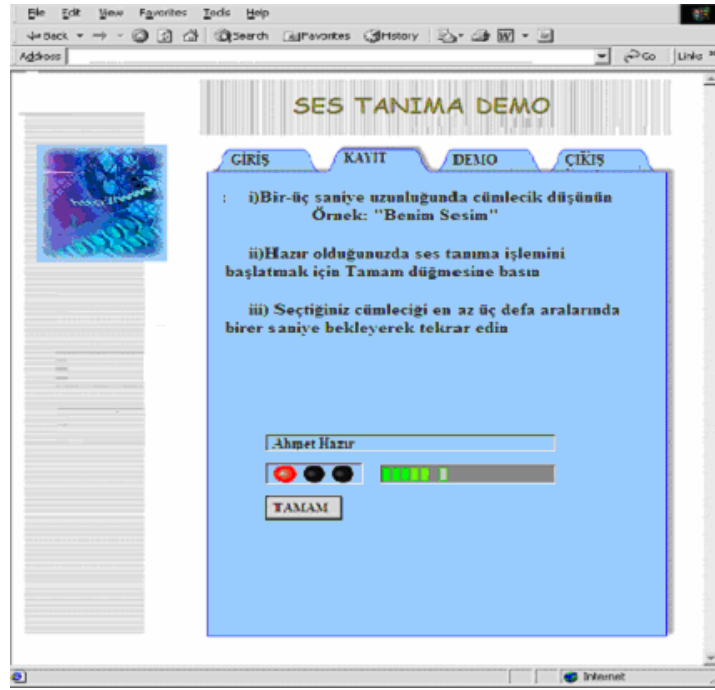 File Edit View Favorites Tools Help
Back Search Favorites History
Address Go Links »
SES TANIMA DEMO
GİRİŞ KAYIT DEMO ÇIKIŞ
: i)Bir-üç saniye uzunluğunda cümlecik düşünün
Örnek: "Benim Sesim"
ii)Hazır olduğunuzda ses tanıma işlemini
başlatmak için Tamam düğmesine basın
iii) Seçtiğiniz cümleciği en az üç defa aralarında
birer saniye bekleyerek tekrar edin
Ahmet Hazır
TAMAM
Internet